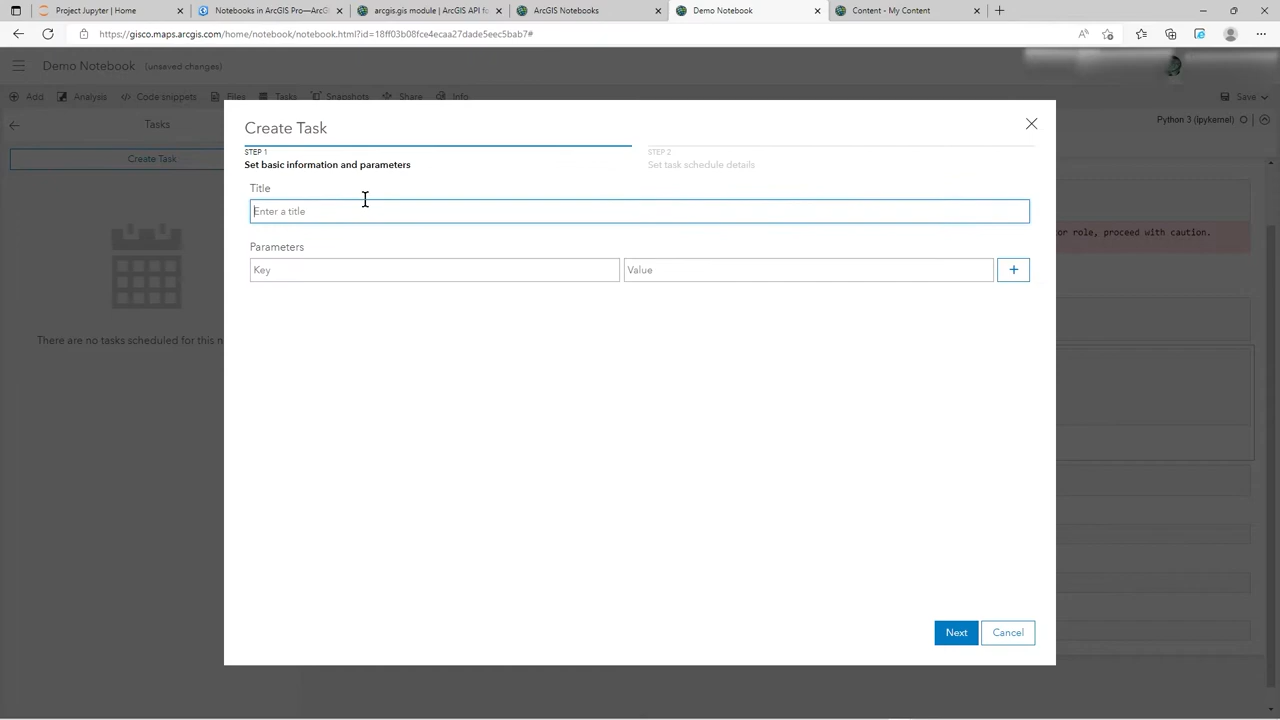 Project Jupyter | Home
Notebooks in ArcGIS Pro—ArcG
arcgis.gis module | ArcGIS API fo
ArcGIS Notebooks
Demo Notebook
Content - My Content
https://gisco.maps.arcgis.com/home/notebook/notebook.html?id=18ff03b08fce4ecaa27dade5eec5bab7#
Demo Notebook (unsaved changes)
Add Analysis Code snippets Files Tasks Snapshots Share Info Save
Tasks
Python 3 (Ipykernel)
Create Task
There are no tasks scheduled for this n
or role, proceed with caution.
Create Task
STEP 1
Set basic information and parameters
STEP 2
Set task schedule details
Title
Enter a title
Parameters
Key Value +
Next Cancel